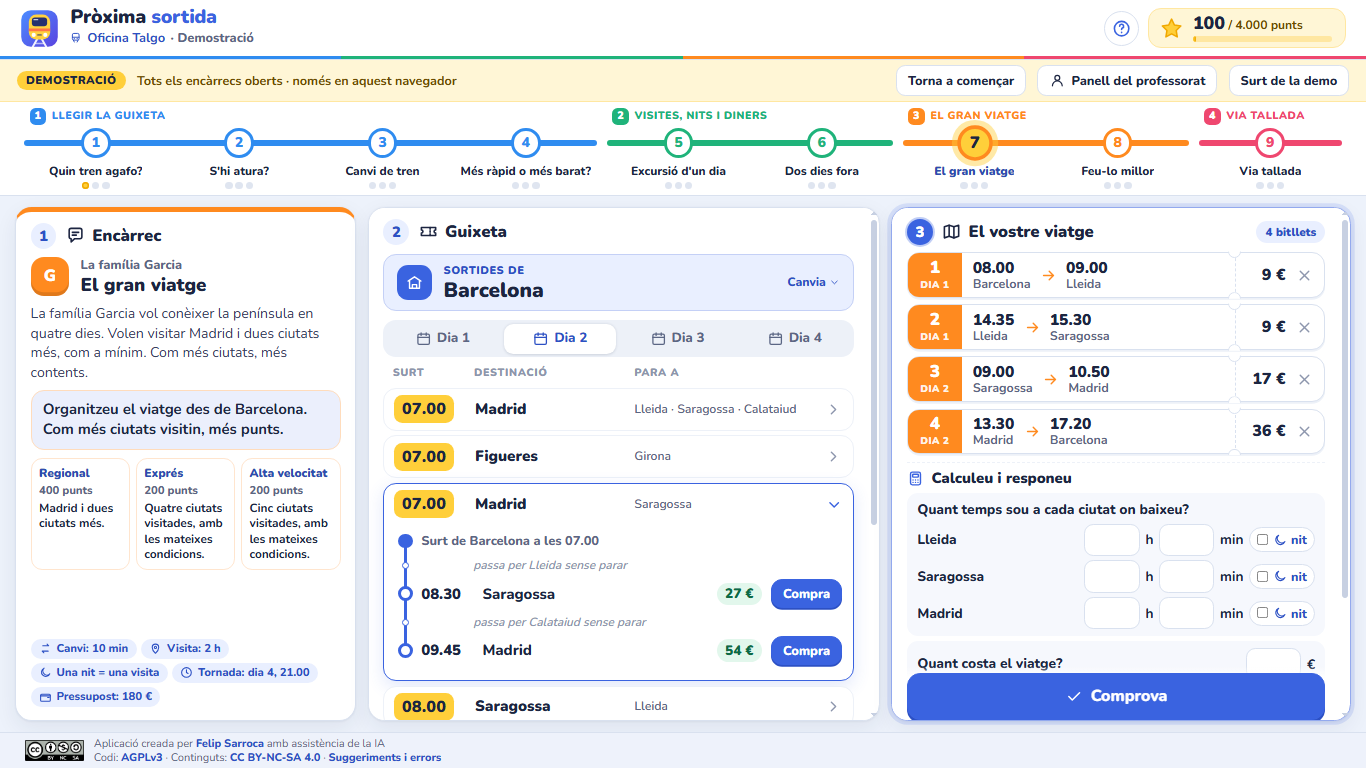 Pròxima sortida
Oficina Talgo · Demostració
100 / 4.000 punts
DEMOSTRACIÓ
Tots els encàrrecs oberts · només en aquest navegador
Torna a començar
Panell del professorat
Surt de la demo
1 LLEGIR LA GUIXETA
2 VISITES, NITS I DINERS
3 EL GRAN VIATGE
4 VIA TALLADA
1
2
3
4
5
6
7
8
9
Quin tren agafo?
S'hi atura?
Canvi de tren
Més ràpid o més barat?
Excursió d'un dia
Dos dies fora
El gran viatge
Feu-lo millor
Via tallada
1 Encàrrec
G
La família Garcia
El gran viatge
La família Garcia vol conèixer la península en
quatre dies. Volen visitar Madrid i dues ciutats
més, com a mínim. Com més ciutats, més
contents.
Organitzeu el viatge des de Barcelona.
Com més ciutats visitin, més punts.
Regional
400 punts
Madrid i dues
ciutats més.
Exprés
200 punts
Quatre ciutats
visitades, amb
les mateixes
condicions.
Alta velocitat
200 punts
Cinc ciutats
visitades, amb
les mateixes
condicions.
Canvi: 10 min
Visita: 2 h
Una nit = una visita
Tornada: dia 4, 21.00
Pressupost: 180 €
2 Guixeta
SORTIDES DE
Barcelona
Canvia
Dia 1
Dia 2
Dia 3
Dia 4
SURT DESTINACIÓ PARA A
07.00 Madrid Lleida · Saragossa · Calataiud
07.00 Figueres Girona
07.00 Madrid Saragossa
Surt de Barcelona a les 07.00
passa per Lleida sense parar
08.30 Saragossa 27 € Compra
passa per Calataiud sense parar
09.45 Madrid 54 € Compra
08.00 Saragossa Lleida
3 El vostre viatge
4 bitllets
1 DIA 1
08.00 → 09.00
Barcelona Lleida
9 €
2 DIA 1
14.35 → 15.30
Lleida Saragossa
9 €
3 DIA 2
09.00 → 10.50
Saragossa Madrid
17 €
4 DIA 2
13.30 → 17.20
Madrid Barcelona
36 €
Calculeu i responeu
Quant temps sou a cada ciutat on baixeu?
Lleida h min nit
Saragossa h min nit
Madrid h min nit
Quant costa el viatge? €
Comprova
CC BY NC SA
Aplicació creada per Felip Sarroca amb assistència de la IA
Codi: AGPLv3 · Continguts: CC BY-NC-SA 4.0 · Suggeriments i errors